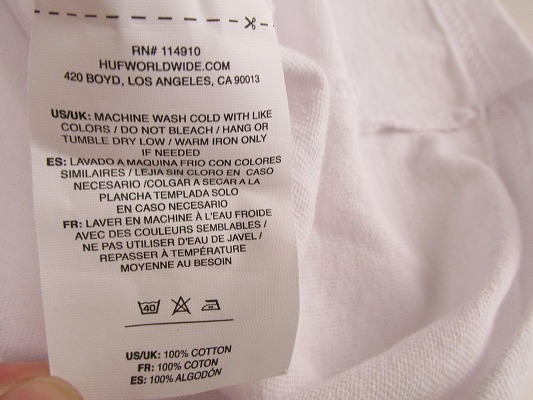 RN# 114910
HUFWORLDWIDE.COM
420 BOYD, LOS ANGELES, CA 90013
US/UK: MACHINE WASH COLD WITH LIKE
COLORS / DO NOT BLEACH / HANG OR
TUMBLE DRY LOW / WARM IRON ONLY
IF NEEDED
ES: LAVADO A MAQUINA FRIO CON COLORES
SIMILARES / LEJIA SIN CLORO EN CASO
NECESARIO /COLGAR A SECAR A LA
PLANCHA TEMPLADA SOLO
EN CASO NECESARIO
FR: LAVER EN MACHINE À L'EAU FROIDE
AVEC DES COULEURS SEMBLABLES /
NE PAS UTILISER D'EAU DE JAVEL /
REPASSER À TEMPÉRATURE
MOYENNE AU BESOIN
40
US/UK: 100% COTTON
FR: 100% COTON
ES: 100% ALGODÓN